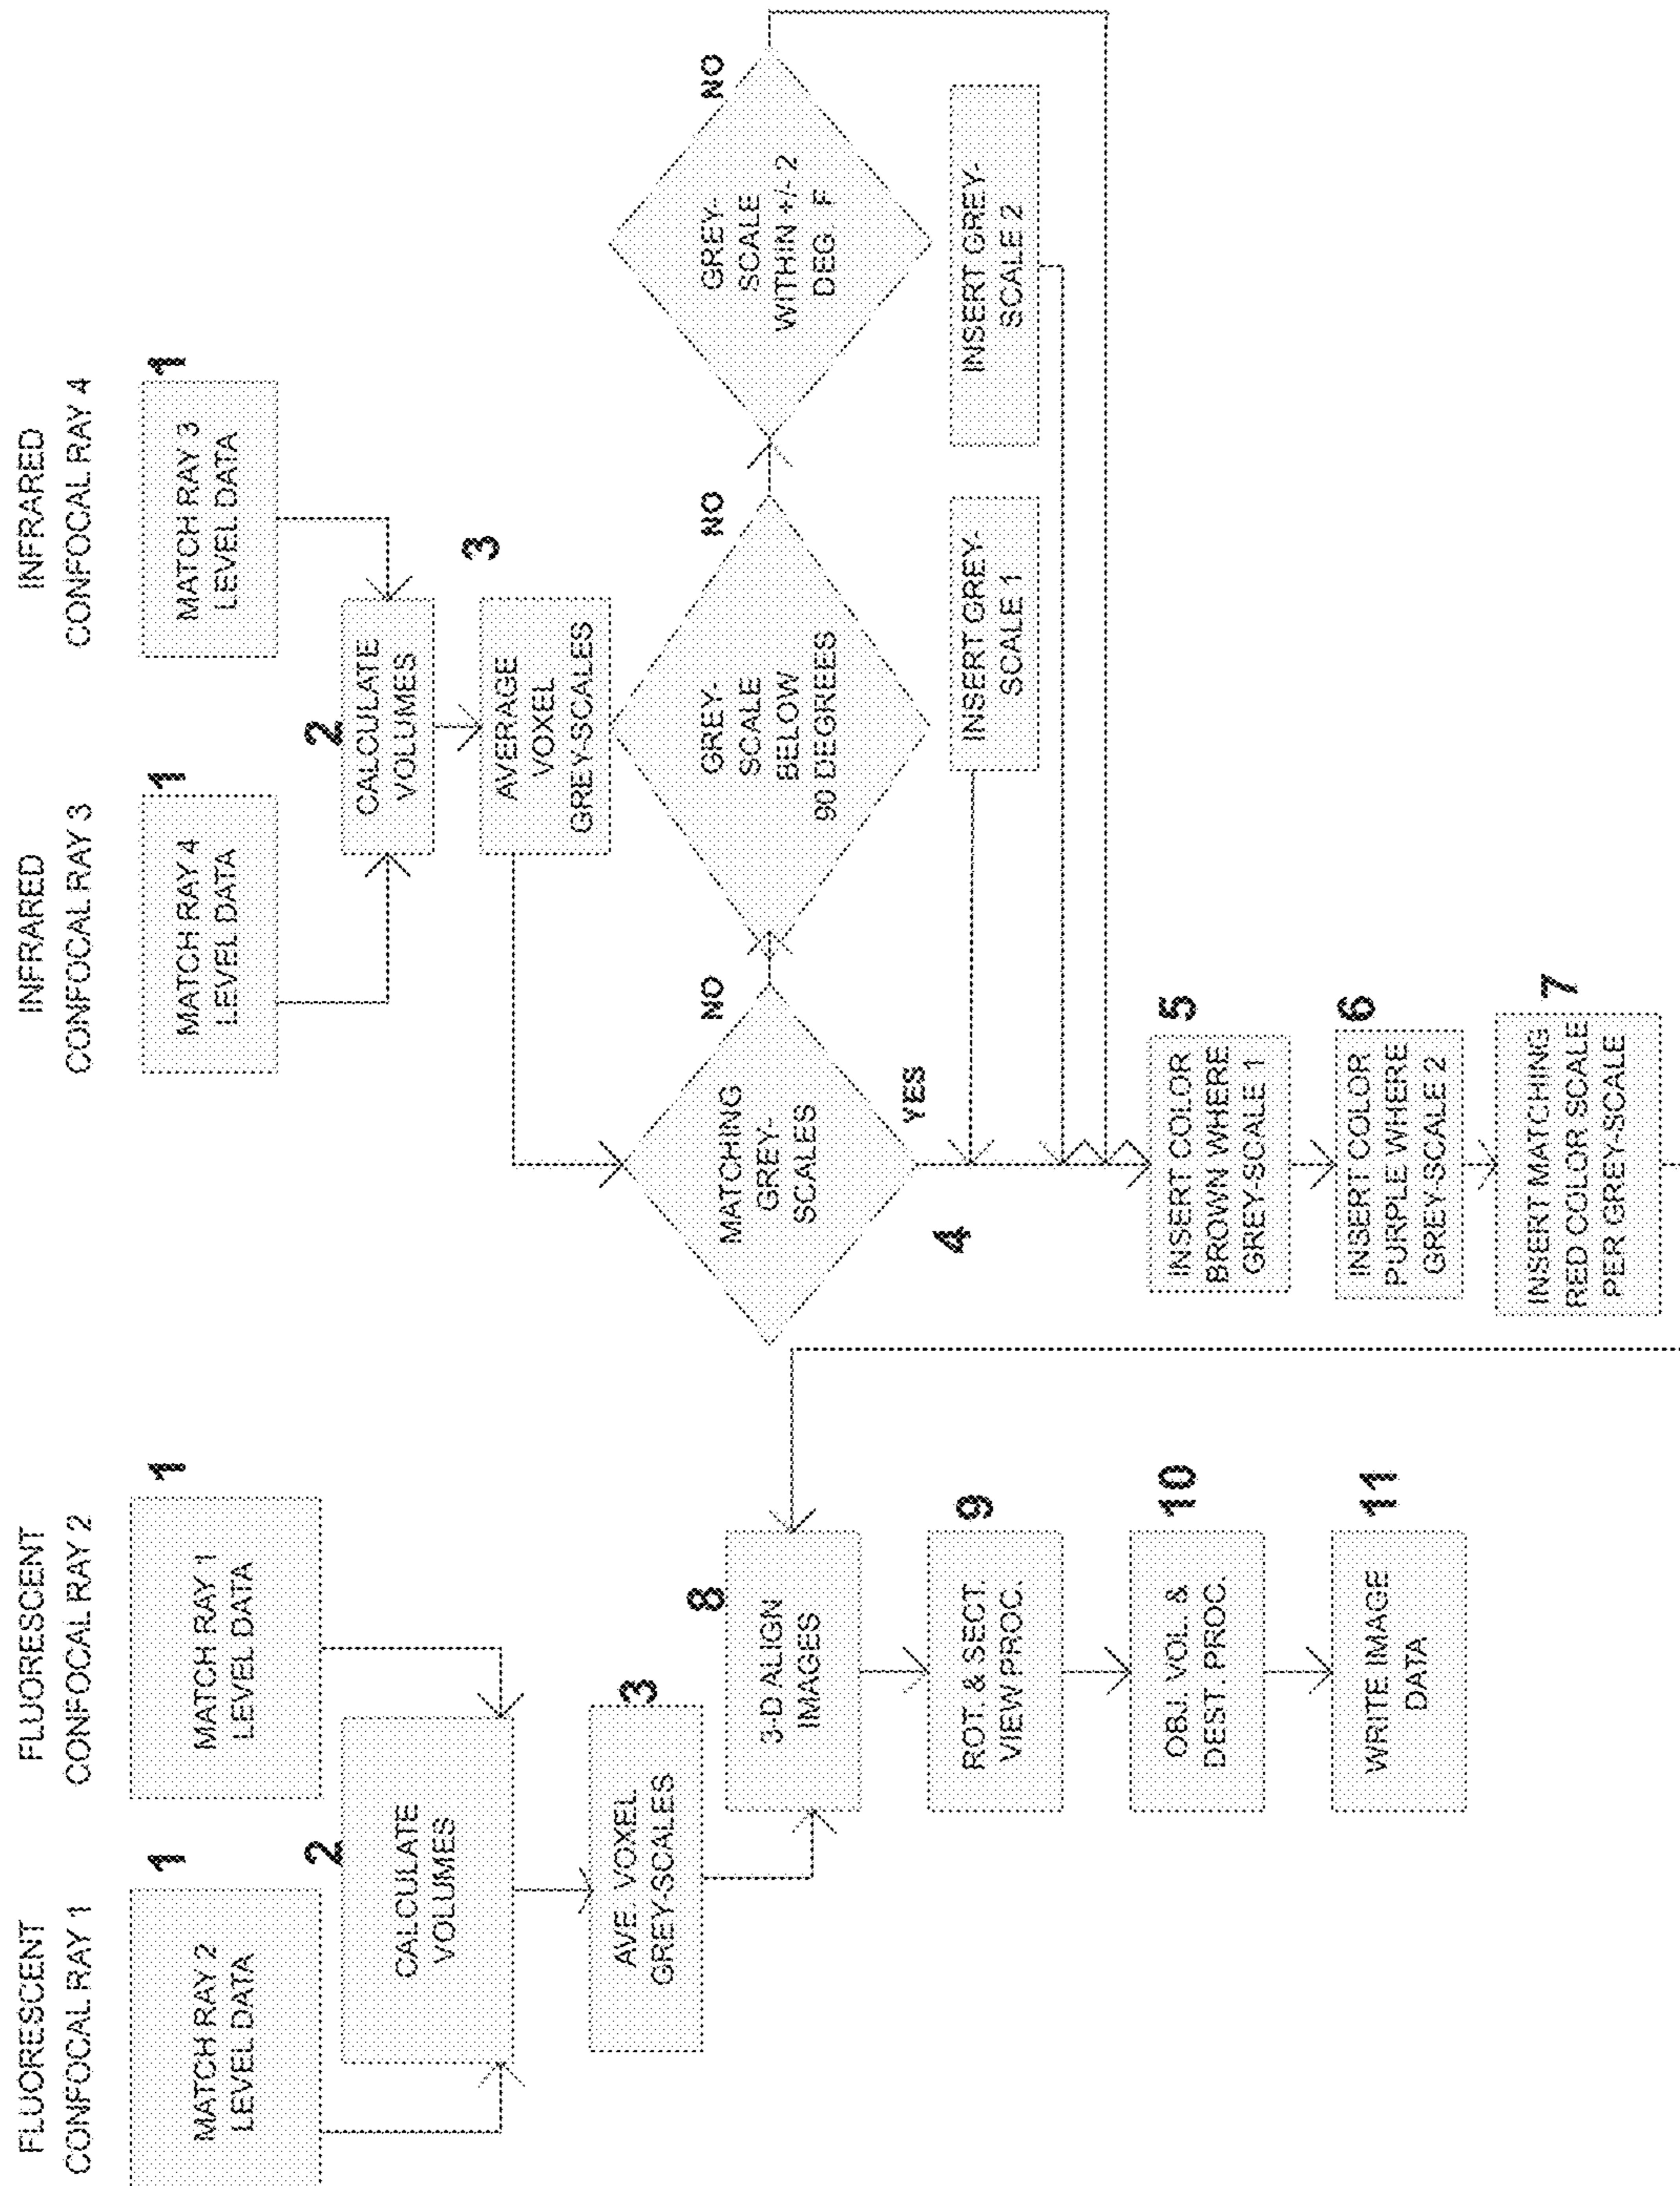 FLUORESCENT
CONFOCAL RAY 1
FLUORESCENT
CONFOCAL RAY 2
INFRARED
CONFOCAL RAY 3
INFRARED
CONFOCAL RAY 4
1
MATCH RAY 2
LEVEL DATA
1
MATCH RAY 1
LEVEL DATA
1
MATCH RAY 4
LEVEL DATA
1
MATCH RAY 3
LEVEL DATA
2
CALCULATE
VOLUMES
2
CALCULATE
VOLUMES
3
AVE. VOXEL
GREY-SCALES
3
AVERAGE
VOXEL
GREY-SCALES
MATCHING
GREY-
SCALES
NO
YES
4
GREY-
SCALE
BELOW
90 DEGREES
NO
GREY-
SCALE
WITHIN +/- 2
DEG. F
NO
INSERT GREY-
SCALE 1
INSERT GREY-
SCALE 2
5
INSERT COLOR
BROWN WHERE
GREY-SCALE 1
6
INSERT COLOR
PURPLE WHERE
GREY-SCALE 2
7
INSERT MATCHING
RED COLOR SCALE
PER GREY-SCALE
8
3-D ALIGN
IMAGES
9
ROT. & SECT.
VIEW PROC.
10
OBJ. VOL. &
DEST. PROC.
11
WRITE IMAGE
DATA